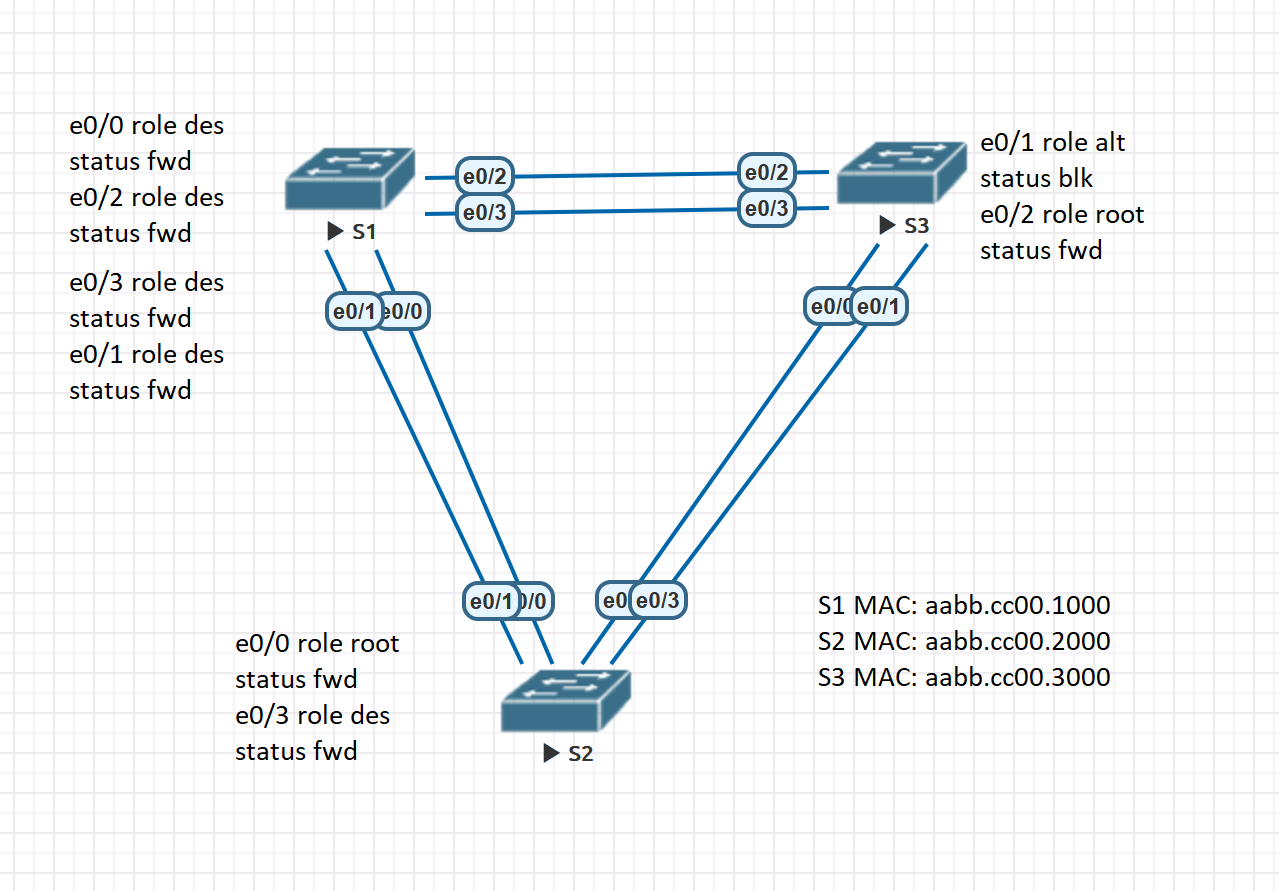 e0/0 role des
status fwd
e0/2 role des
status fwd
e0/3 role des
status fwd
e0/1 role des
status fwd
e0/2
e0/3
S1
e0/2
e0/3
S3
e0/1 role alt
status blk
e0/2 role root
status fwd
e0/1
e0/0
e0/0
e0/1
e0/1
0/0
e0
e0/3
e0/0 role root
status fwd
e0/3 role des
status fwd
S2
S1 MAC: aabb.cc00.1000
S2 MAC: aabb.cc00.2000
S3 MAC: aabb.cc00.3000